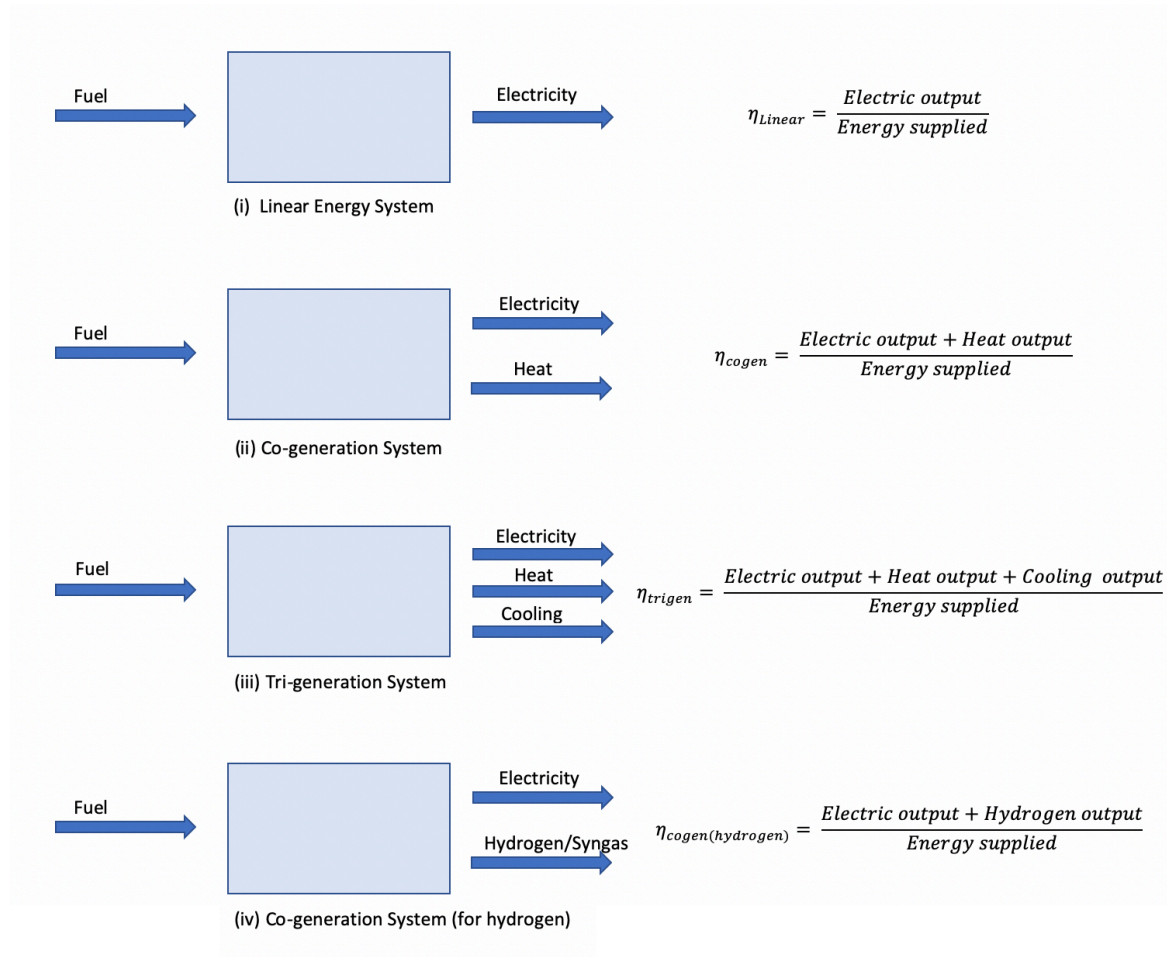 Fuel
Electricity
η_Linear = Electric output / Energy supplied
(i) Linear Energy System
Fuel
Electricity
Heat
η_cogen = Electric output + Heat output / Energy supplied
(ii) Co-generation System
Fuel
Electricity
Heat
Cooling
η_trigen = Electric output + Heat output + Cooling output / Energy supplied
(iii) Tri-generation System
Fuel
Electricity
Hydrogen/Syngas
η_cogen(hydrogen) = Electric output + Hydrogen output / Energy supplied
(iv) Co-generation System (for hydrogen)